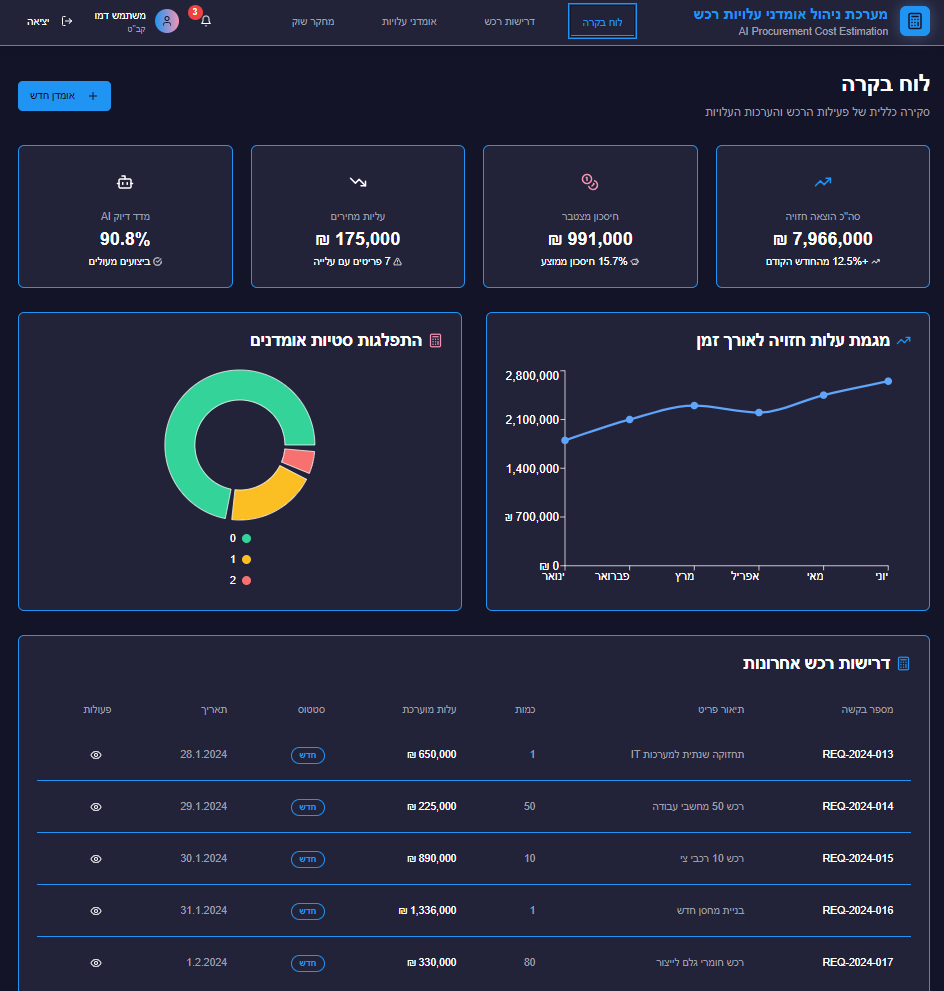 מערכת ניהול אומדני עלויות רכש
AI Procurement Cost Estimation
לוח בקרה
דרישות רכש
אומדני עלויות
מחקר שוק
3
משתמש דמו
קב"ט
יציאה
לוח בקרה
סקירה כללית של פעילות הרכש והערכות העלויות
+ אומדן חדש
סה"כ הוצאה חזויה
7,966,000 ₪
+12.5% מהחודש הקודם
חיסכון מצטבר
991,000 ₪
15.7% חיסכון ממוצע
עליות מחירים
175,000 ₪
7 פריטים עם עלייה
מדד דיוק AI
90.8%
ביצועים מעולים
מגמת עלות חזויה לאורך זמן
2,800,000
2,100,000
1,400,000
700,000 ₪
0 ₪
ינואר
פברואר
מרץ
אפריל
מאי
יוני
התפלגות סטיות אומדנים
0
1
2
דרישות רכש אחרונות
מספר בקשה תיאור פריט כמות עלות מוערכת סטטוס תאריך פעולות
REQ-2024-013 תחזוקה שנתית למערכות IT 1 650,000 ₪ חדש 28.1.2024
REQ-2024-014 רכש 50 מחשבי עבודה 50 225,000 ₪ חדש 29.1.2024
REQ-2024-015 רכש 10 רכבי צי 10 890,000 ₪ חדש 30.1.2024
REQ-2024-016 בניית מחסן חדש 1 1,336,000 ₪ חדש 31.1.2024
REQ-2024-017 רכש חומרי גלם לייצור 80 330,000 ₪ חדש 1.2.2024